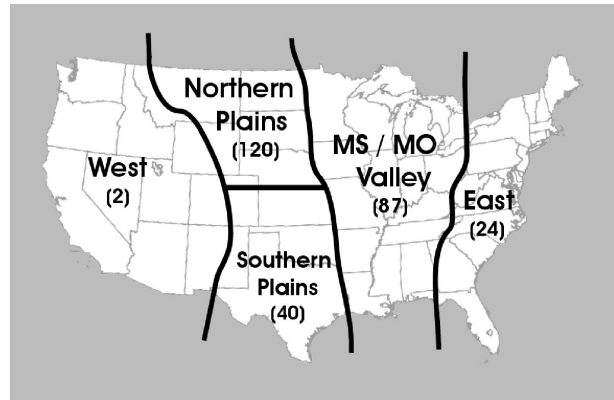 Northern
Plains
(120)
MS / MO
Valley
(87)
West
(2)
East
(24)
Southern
Plains
(40)